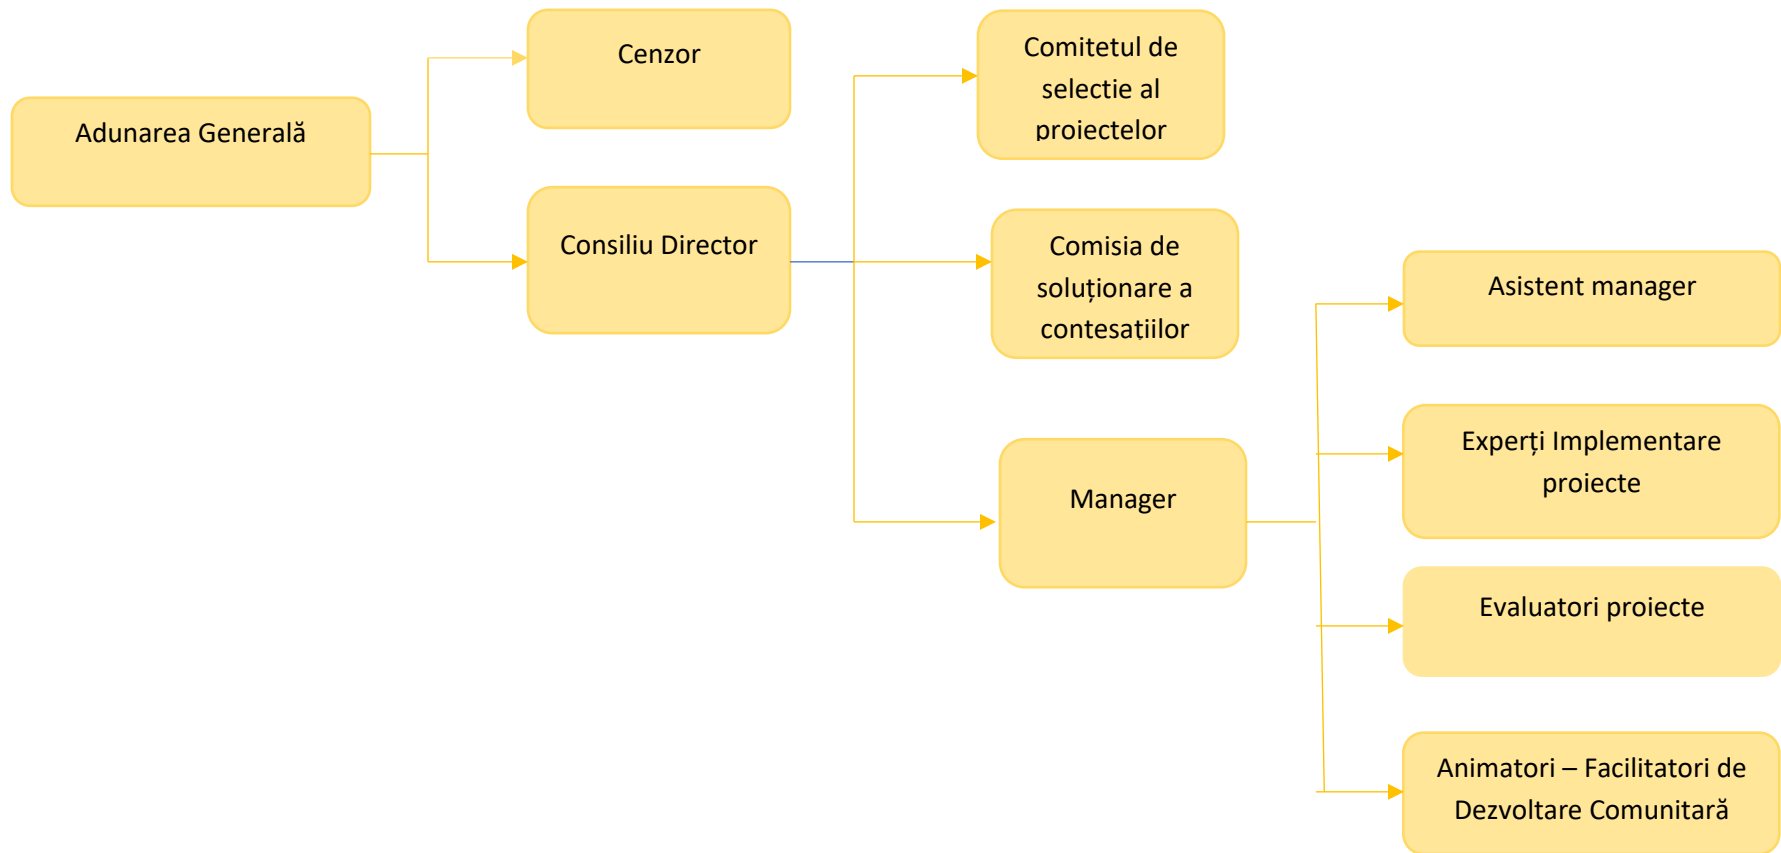 Adunarea Generală
Cenzor
Consiliu Director
Comitetul de
selectie al
proiectelor
Comisia de
soluționare a
contesațiilor
Manager
Asistent manager
Experți Implementare
proiecte
Evaluatori proiecte
Animatori – Facilitatori de
Dezvoltare Comunitară